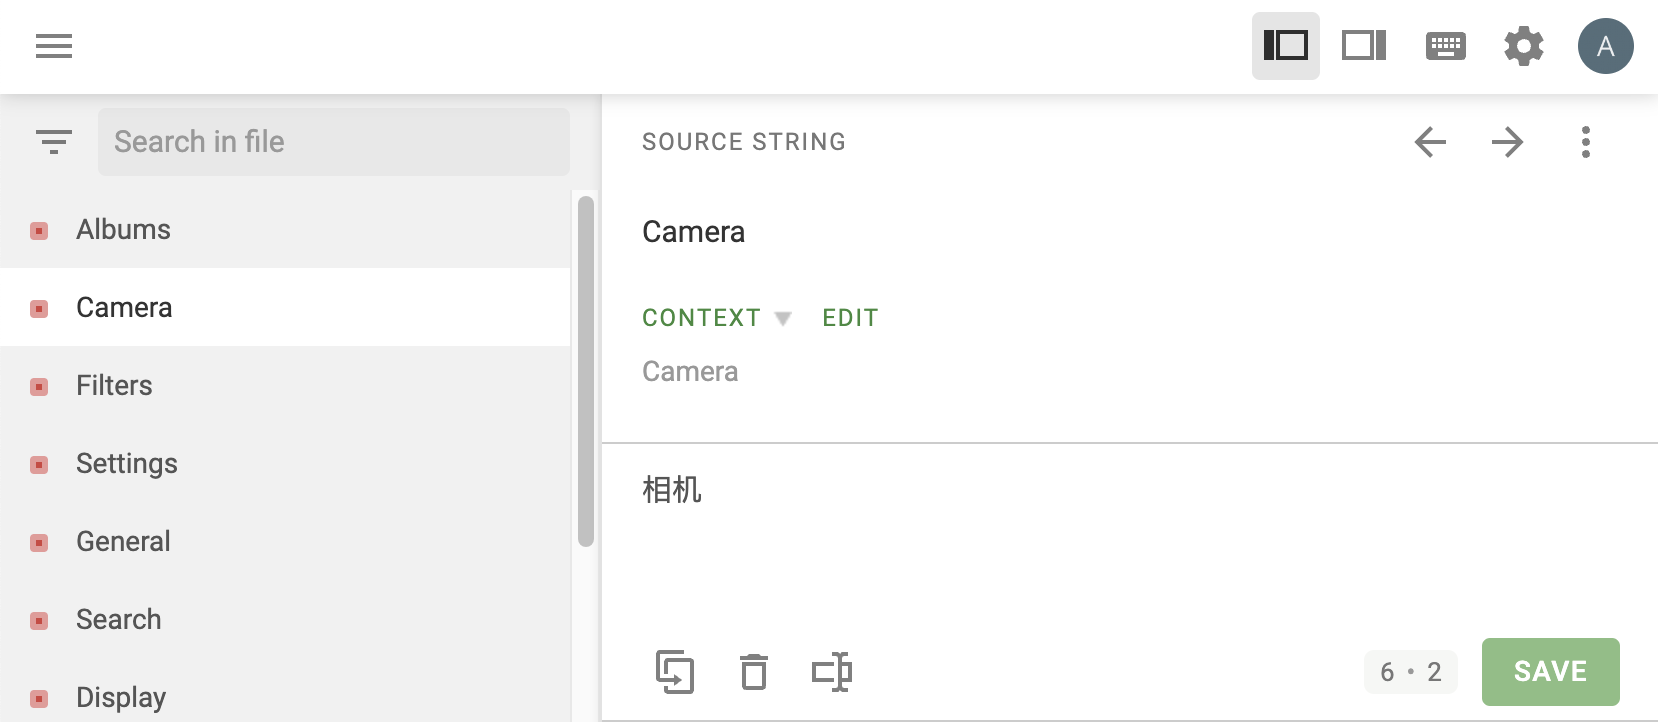 A
Search in file
Albums
Camera
Filters
Settings
General
Search
Display
SOURCE STRING
Camera
CONTEXT EDIT
Camera
相机
6 • 2
SAVE